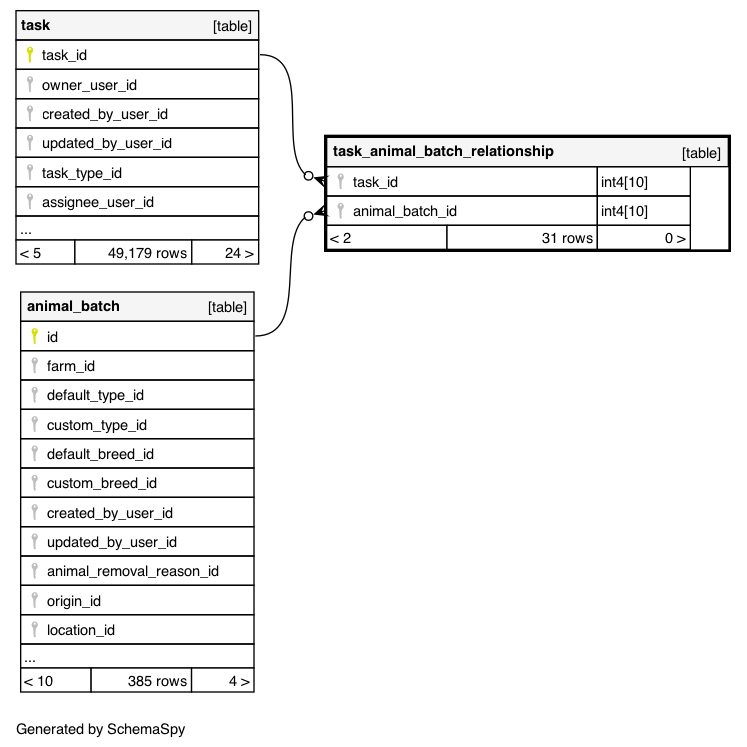 task [table]
task_id
owner_user_id
created_by_user_id
updated_by_user_id
task_type_id
assignee_user_id
...
< 5 49,179 rows 24 >
task_animal_batch_relationship [table]
task_id int4[10]
animal_batch_id int4[10]
< 2 31 rows 0 >
animal_batch [table]
id
farm_id
default_type_id
custom_type_id
default_breed_id
custom_breed_id
created_by_user_id
updated_by_user_id
animal_removal_reason_id
origin_id
location_id
...
< 10 385 rows 4 >
Generated by SchemaSpy